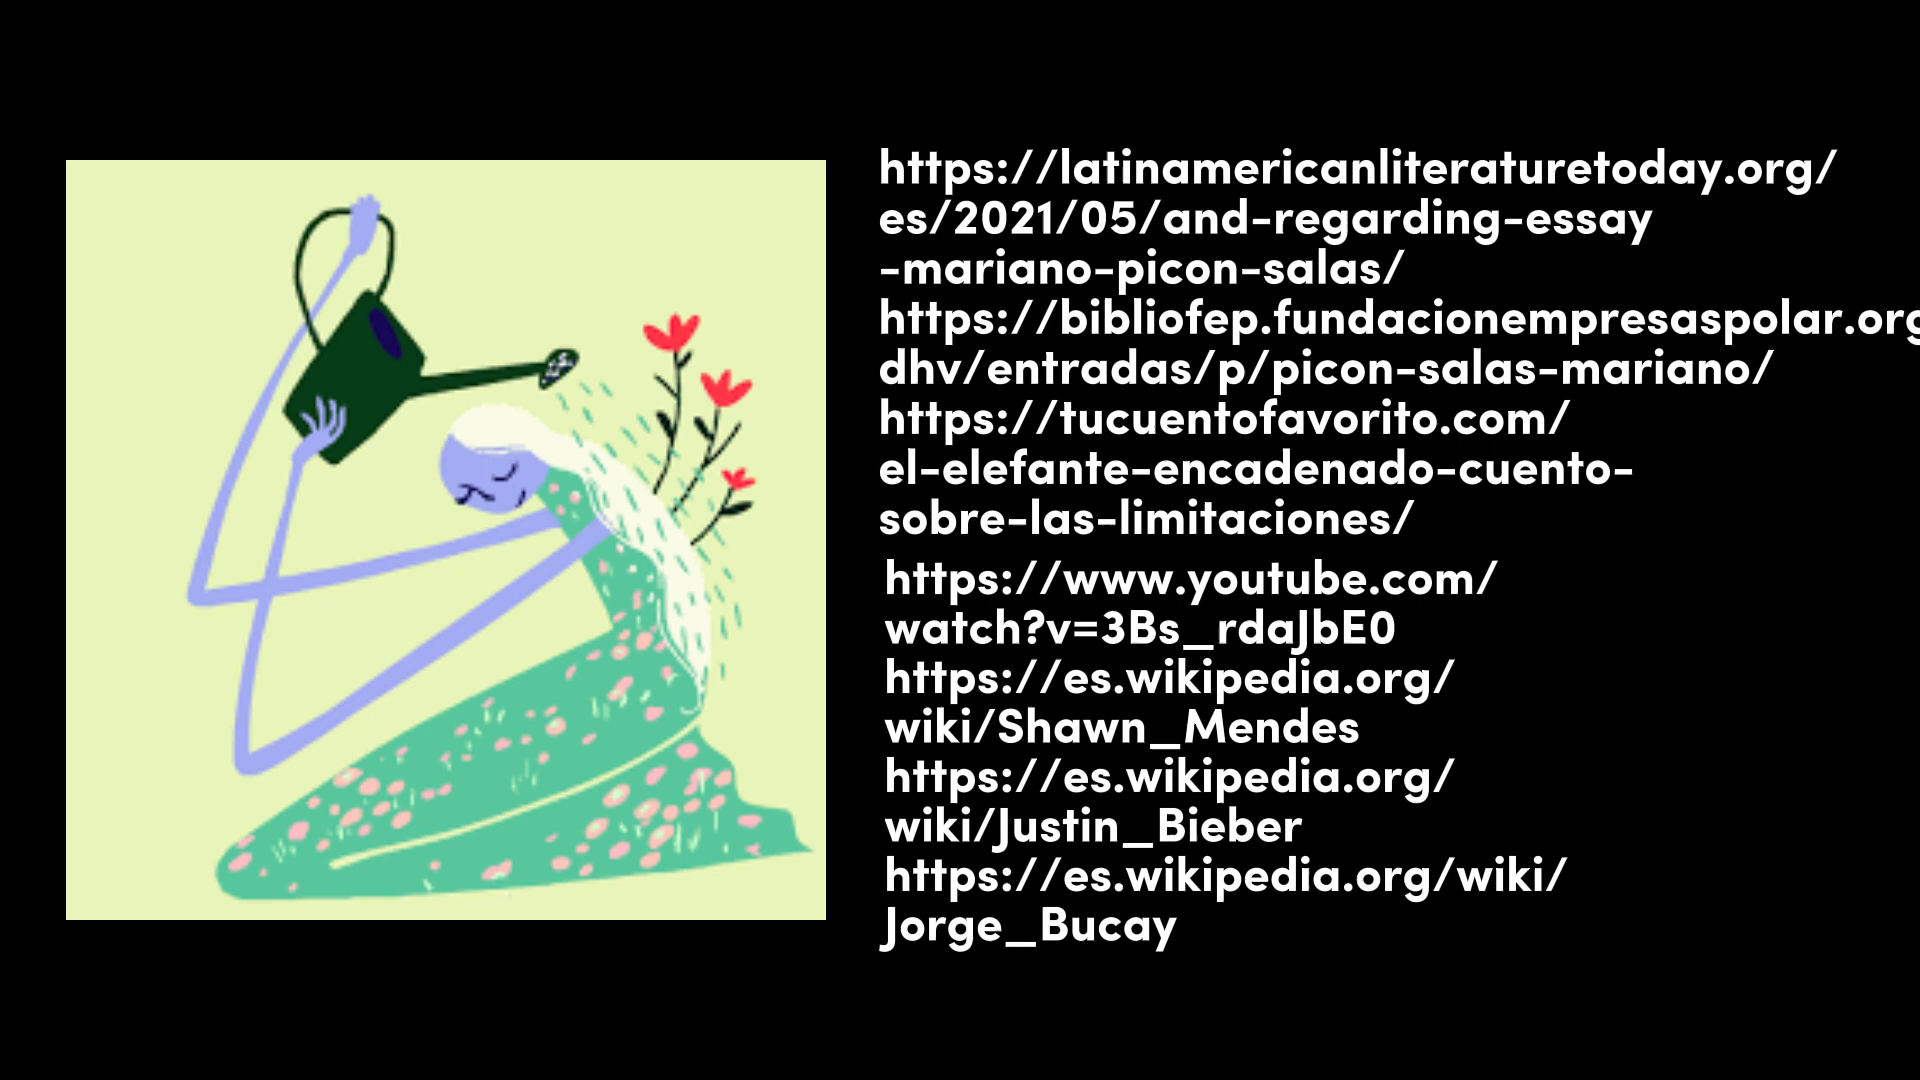 https://latinamericanliteraturetoday.org/
es/2021/05/and-regarding-essay
-mariano-picon-salas/
https://bibliofep.fundacionempresaspolar.org
dhv/entradas/p/picon-salas-mariano/
https://tucuentofavorito.com/
el-elefante-encadenado-cuento-
sobre-las-limitaciones/
https://www.youtube.com/
watch?v=3Bs_rdaJbE0
https://es.wikipedia.org/
wiki/Shawn_Mendes
https://es.wikipedia.org/
wiki/Justin_Bieber
https://es.wikipedia.org/wiki/
Jorge_Bucay